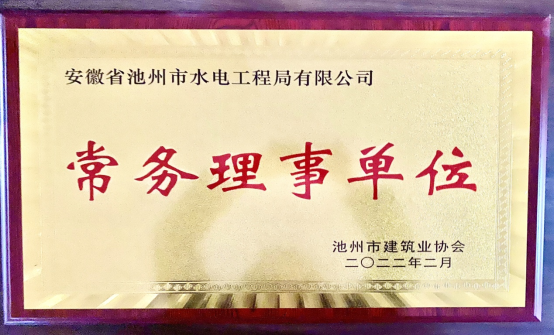 安徽省池州市水电工程局有限公司
常务理事单位
池州市建筑业协会
二〇二二年二月